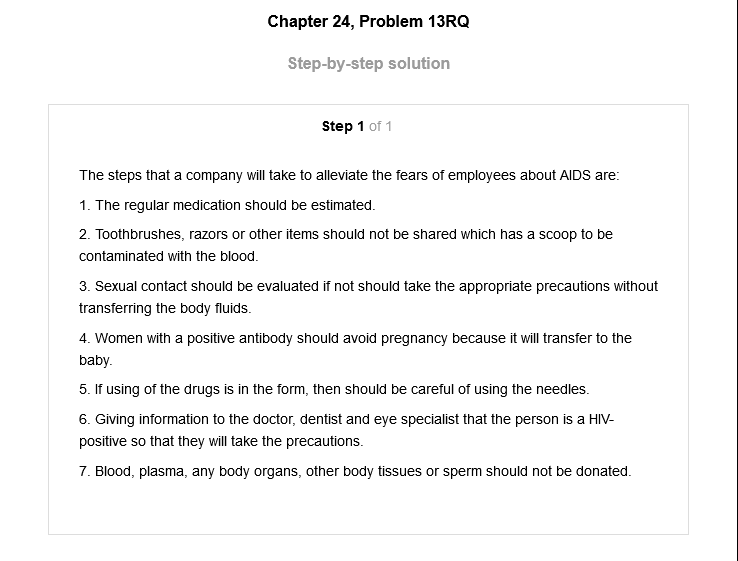 Chapter 24, Problem 13RQ
Step-by-step solution
Step 1 of 1
The steps that a company will take to alleviate the fears of employees about AIDS are:
1. The regular medication should be estimated.
2. Toothbrushes, razors or other items should not be shared which has a scoop to be
contaminated with the blood.
3. Sexual contact should be evaluated if not should take the appropriate precautions without
transferring the body fluids.
4. Women with a positive antibody should avoid pregnancy because it will transfer to the
baby.
5. If using of the drugs is in the form, then should be careful of using the needles.
6. Giving information to the doctor, dentist and eye specialist that the person is a HIV-
positive so that they will take the precautions.
7. Blood, plasma, any body organs, other body tissues or sperm should not be donated.